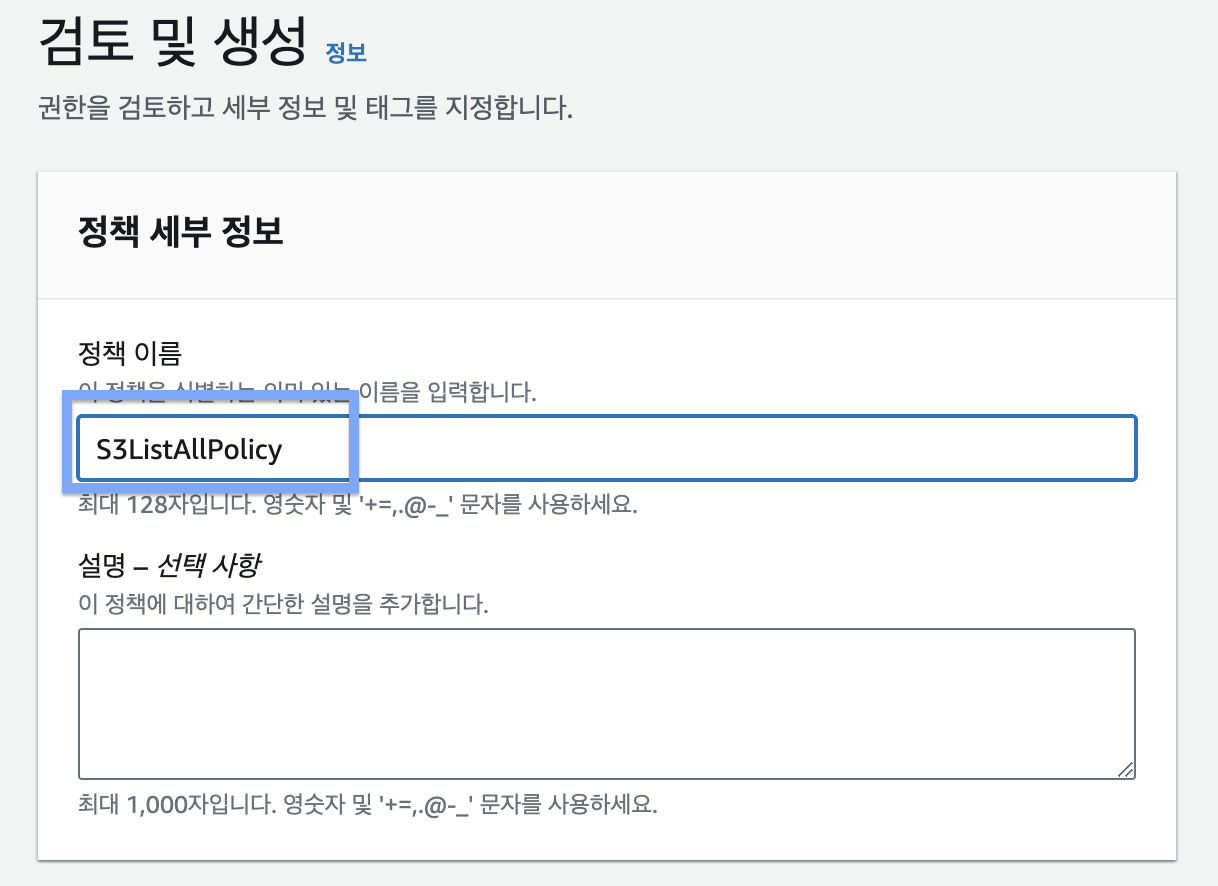 검토 및 생성 정보
권한을 검토하고 세부 정보 및 태그를 지정합니다.
정책 세부 정보
정책 이름
이 정책을 식별하는 의미 있는 이름을 입력합니다.
S3ListAllPolicy
최대 128자입니다. 영숫자 및 '+=,.@-_' 문자를 사용하세요.
설명 – 선택 사항
이 정책에 대하여 간단한 설명을 추가합니다.
최대 1,000자입니다. 영숫자 및 '+=,.@-_' 문자를 사용하세요.